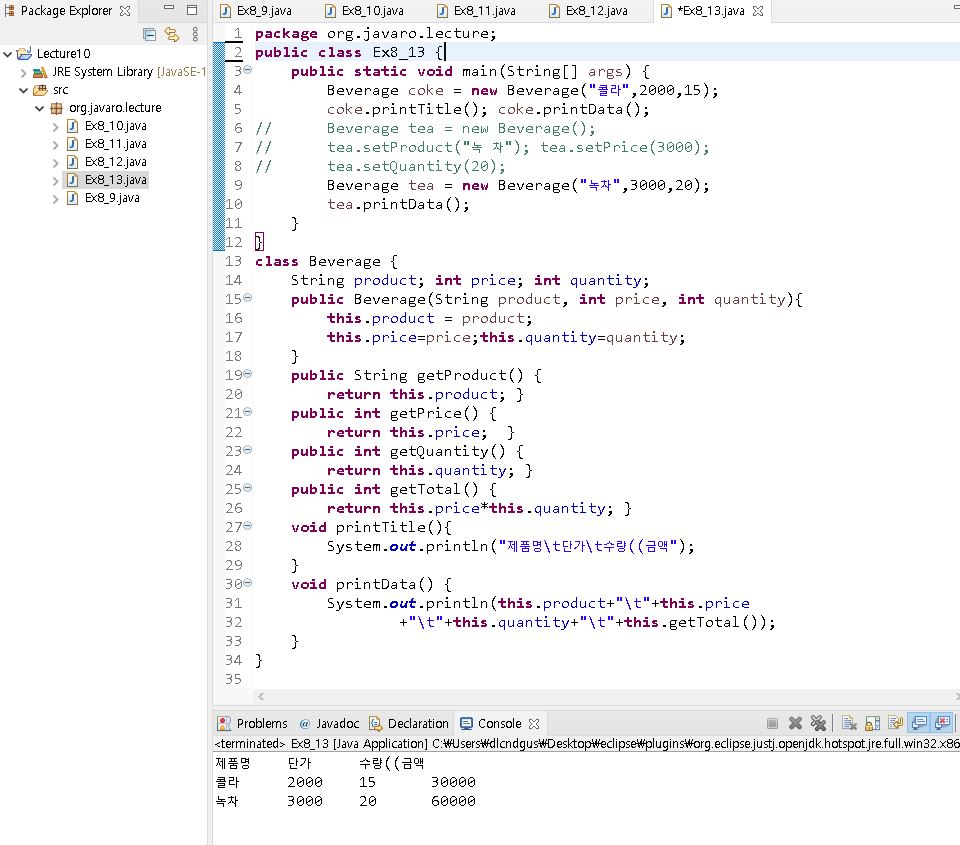 Package Explorer
Ex8_9.java Ex8_10.java Ex8_11.java Ex8_12.java *Ex8_13.java
Lecture10
JRE System Library [JavaSE-1
src
org.javaro.lecture
Ex8_10.java
Ex8_11.java
Ex8_12.java
Ex8_13.java
Ex8_9.java
1 package org.javaro.lecture;
2 public class Ex8_13 {
3 public static void main(String[] args) {
4 Beverage coke = new Beverage("콜라",2000,15);
5 coke.printTitle(); coke.printData();
6 // Beverage tea = new Beverage();
7 // tea.setProduct("녹 차"); tea.setPrice(3000);
8 // tea.setQuantity(20);
9 Beverage tea = new Beverage("녹차",3000,20);
10 tea.printData();
11 }
12 }
13 class Beverage {
14 String product; int price; int quantity;
15 public Beverage(String product, int price, int quantity){
16 this.product = product;
17 this.price=price;this.quantity=quantity;
18 }
19 public String getProduct() {
20 return this.product; }
21 public int getPrice() {
22 return this.price; }
23 public int getQuantity() {
24 return this.quantity; }
25 public int getTotal() {
26 return this.price*this.quantity; }
27 void printTitle(){
28 System.out.println("제품명\t단가\t수량((금액");
29 }
30 void printData() {
31 System.out.println(this.product+"\t"+this.price
32 +"\t"+this.quantity+"\t"+this.getTotal());
33 }
34 }
35
Problems @ Javadoc Declaration Console
<terminated> Ex8_13 [Java Application] C:₩Users₩dlcndgus₩Desktop₩eclipse₩plugins₩org.eclipse.justj.openjdk.hotspot.jre.full.win32.x86
제품명 단가 수량((금액
콜라 2000 15 30000
녹차 3000 20 60000